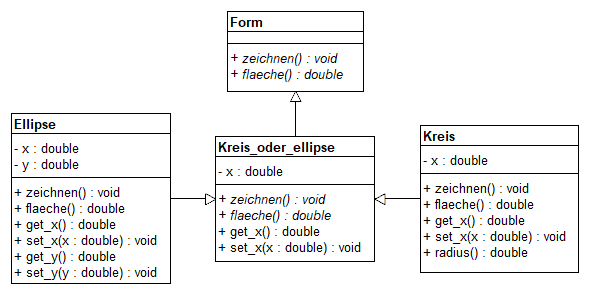 Form
+ zeichnen() : void
+ flaeche() : double
Ellipse
- x : double
- y : double
+ zeichnen() : void
+ flaeche() : double
+ get_x() : double
+ set_x(x : double) : void
+ get_y() : double
+ set_y(y : double) : void
Kreis_oder_ellipse
- x : double
+ zeichnen() : void
+ flaeche() : double
+ get_x() : double
+ set_x(x : double) : void
Kreis
- x : double
+ zeichnen() : void
+ flaeche() : double
+ get_x() : double
+ set_x(x : double) : void
+ radius() : double